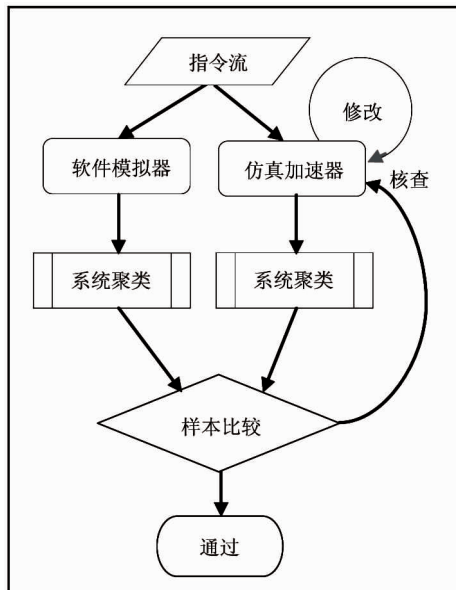 指令流
修改
软件模拟器
仿真加速器
核查
系统聚类
系统聚类
样本比较
通过